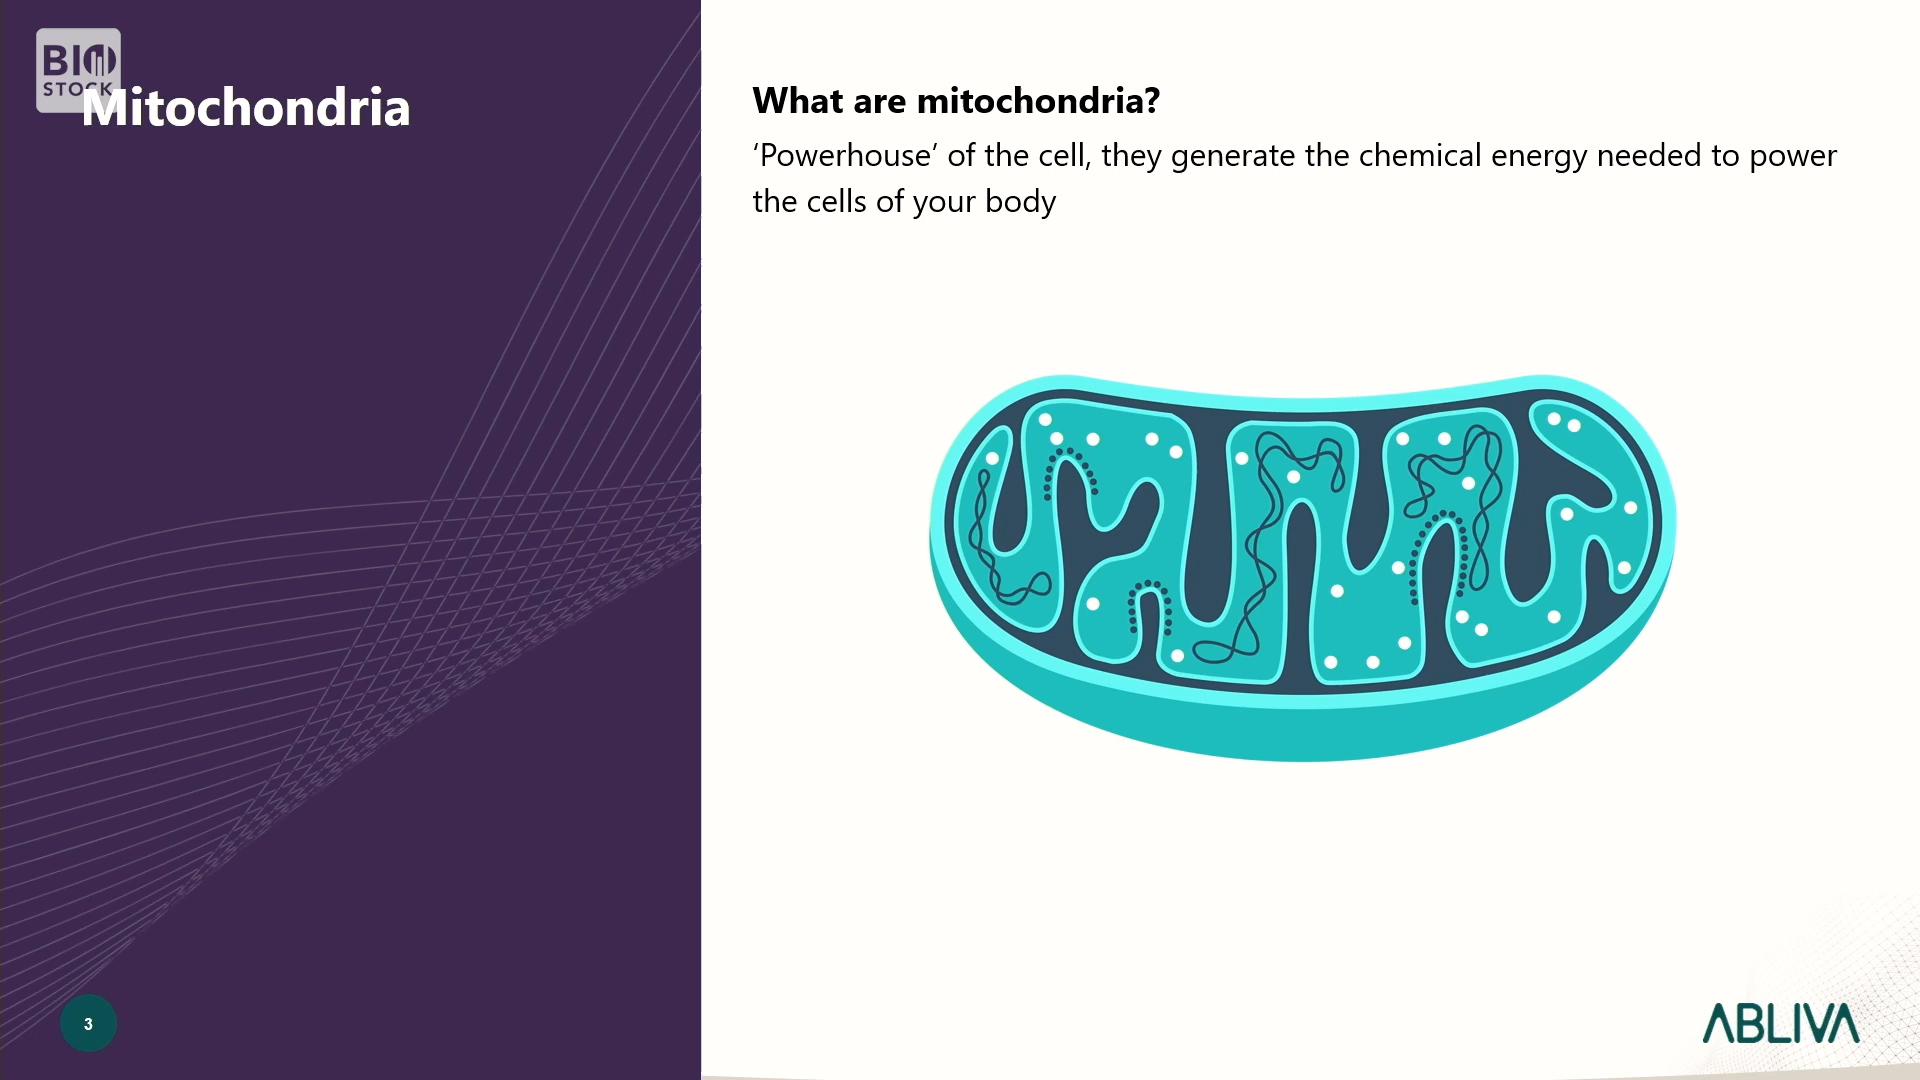 BIO
STOCK
Mitochondria
What are mitochondria?
‘Powerhouse’ of the cell, they generate the chemical energy needed to power
the cells of your body
3
ABLIVA